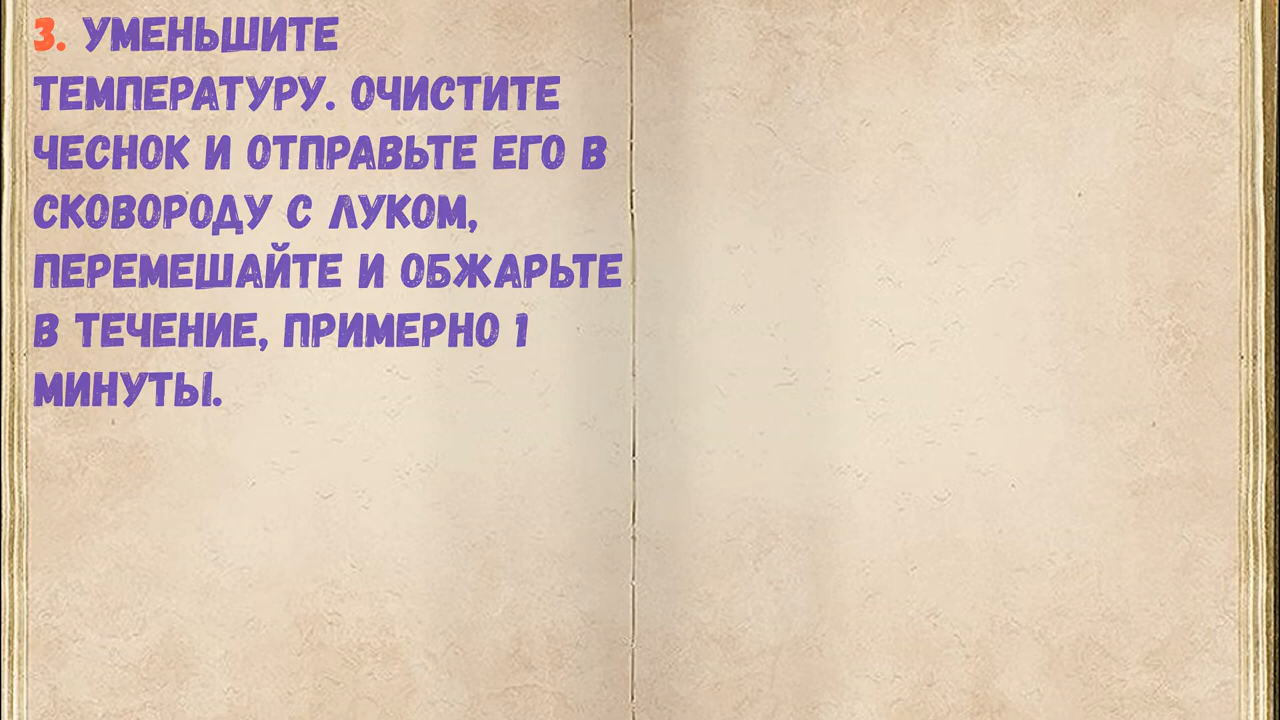 3. УМЕНЬШИТЕ
ТЕМПЕРАТУРУ. ОЧИСТИТЕ
ЧЕСНОК И ОТПРАВЬТЕ ЕГО В
СКОВОРОДУ С ЛУКОМ,
ПЕРЕМЕШАЙТЕ И ОБЖАРЬТЕ
В ТЕЧЕНИЕ, ПРИМЕРНО 1
МИНУТЫ.